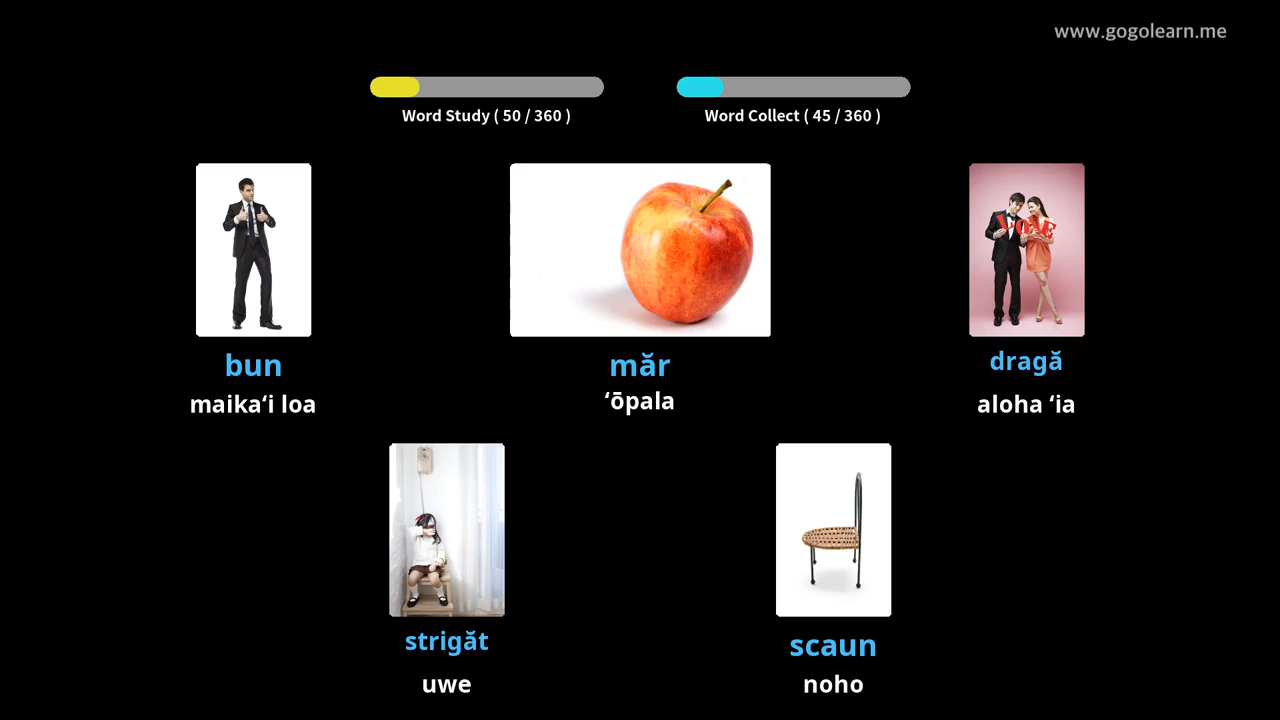 www.gogolearn.me
Word Study ( 50 / 360 )
Word Collect ( 45 / 360 )
bun
maikaʻi loa
măr
ʻōpala
dragă
aloha ʻia
LOVE
strigăt
uwe
scaun
noho